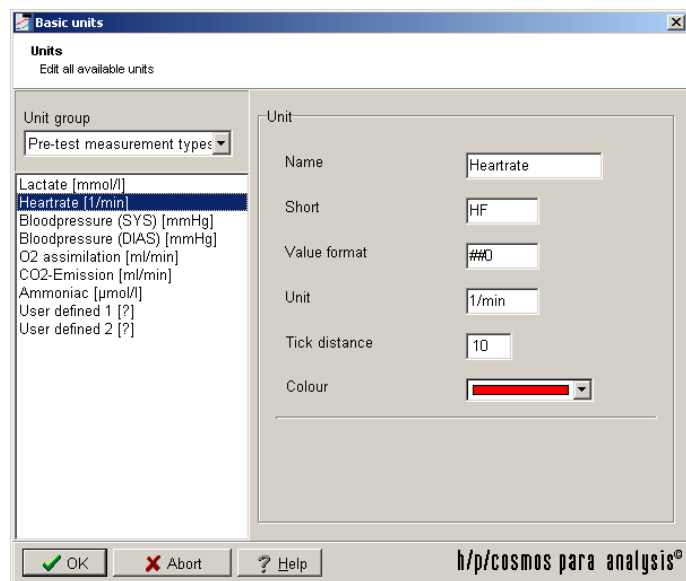 Basic units
Units
Edit all available units
Unit group
Pre-test measurement types
Lactate [mmol/l]
Heartrate [1/min]
Bloodpressure (SYS) [mmHg]
Bloodpressure (DIAS) [mmHg]
O2 assimilation [ml/min]
CO2-Emission [ml/min]
Ammoniac [µmol/l]
User defined 1 [?]
User defined 2 [?]
Unit
Name Heartrate
Short HF
Value format ##0
Unit 1/min
Tick distance 10
Colour
OK Abort ? Help h/p/cosmos para analysis©